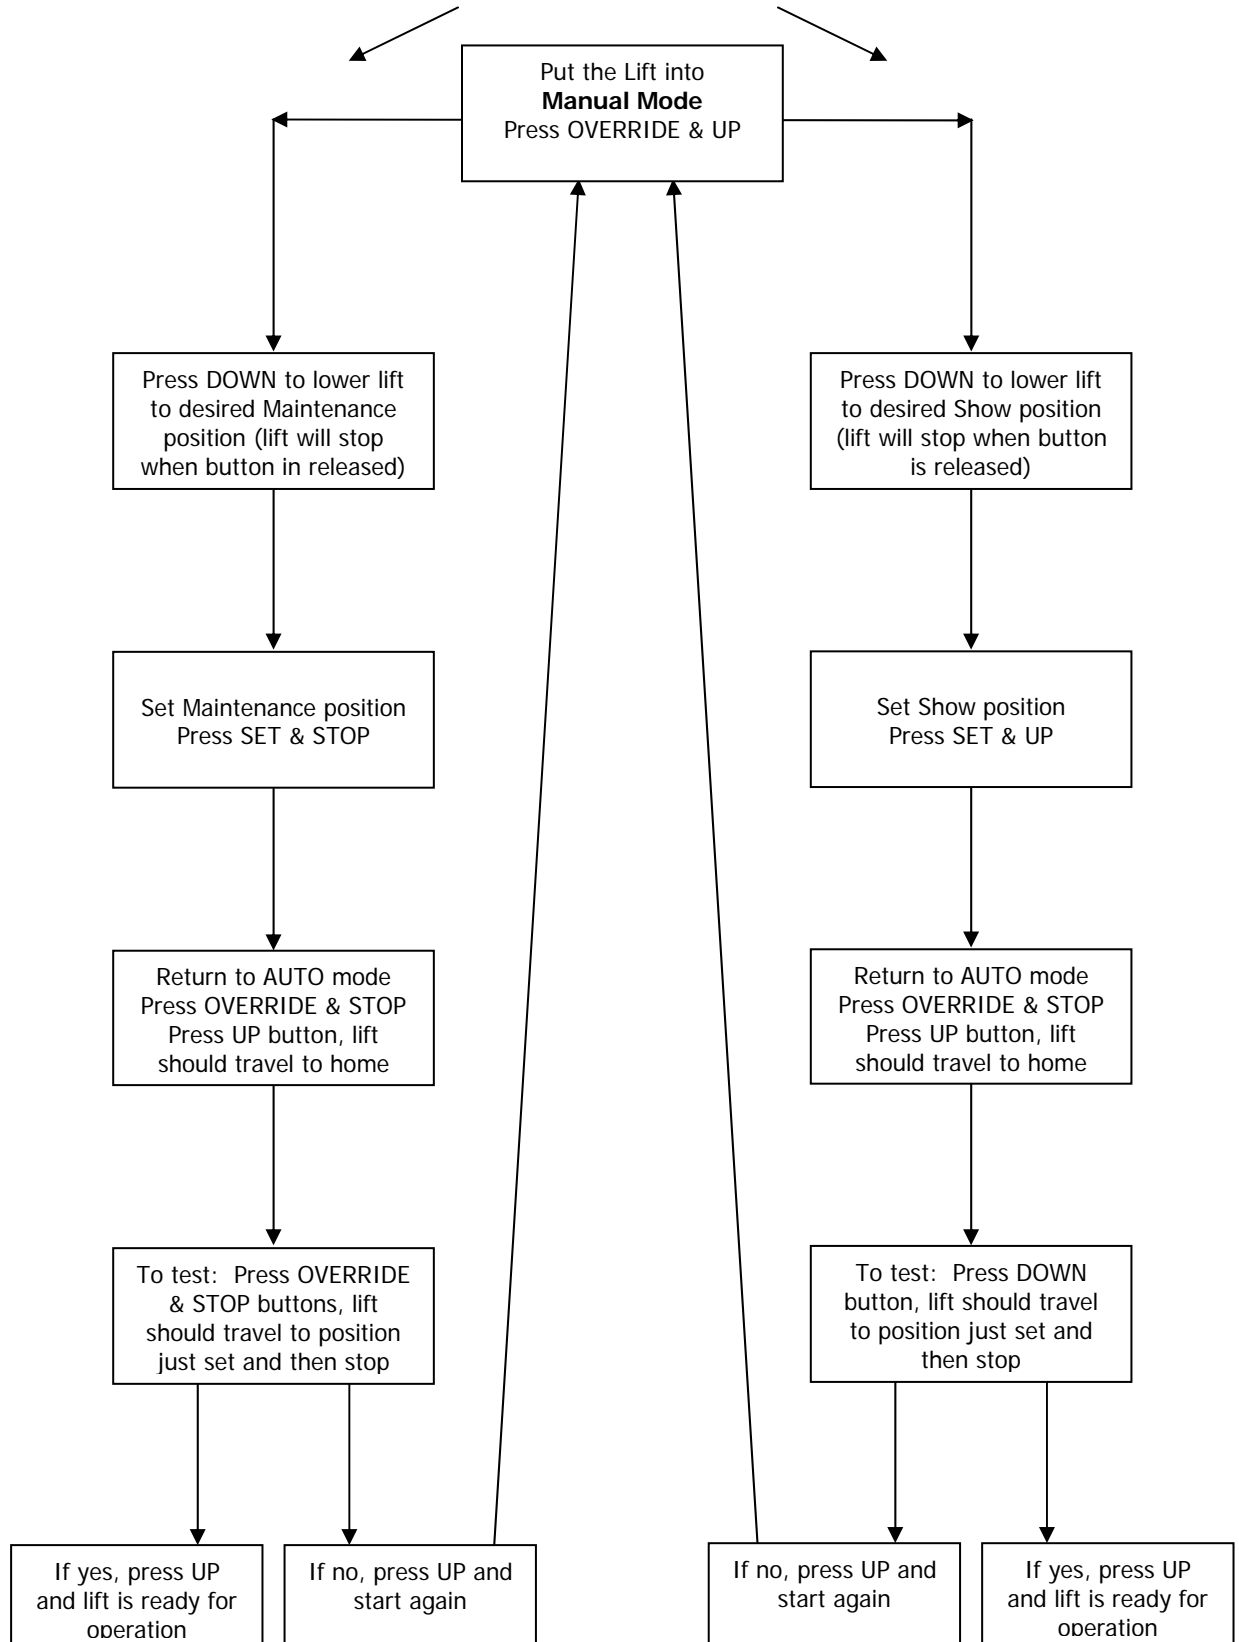 Put the Lift into
Manual Mode
Press OVERRIDE & UP
Press DOWN to lower lift
to desired Maintenance
position (lift will stop
when button in released)
Set Maintenance position
Press SET & STOP
Return to AUTO mode
Press OVERRIDE & STOP
Press UP button, lift
should travel to home
To test:  Press OVERRIDE
& STOP buttons, lift
should travel to position
just set and then stop
If yes, press UP
and lift is ready for
operation
If no, press UP and
start again
Press DOWN to lower lift
to desired Show position
(lift will stop when button
is released)
Set Show position
Press SET & UP
Return to AUTO mode
Press OVERRIDE & STOP
Press UP button, lift
should travel to home
To test:  Press DOWN
button, lift should travel
to position just set and
then stop
If no, press UP and
start again
If yes, press UP
and lift is ready for
operation